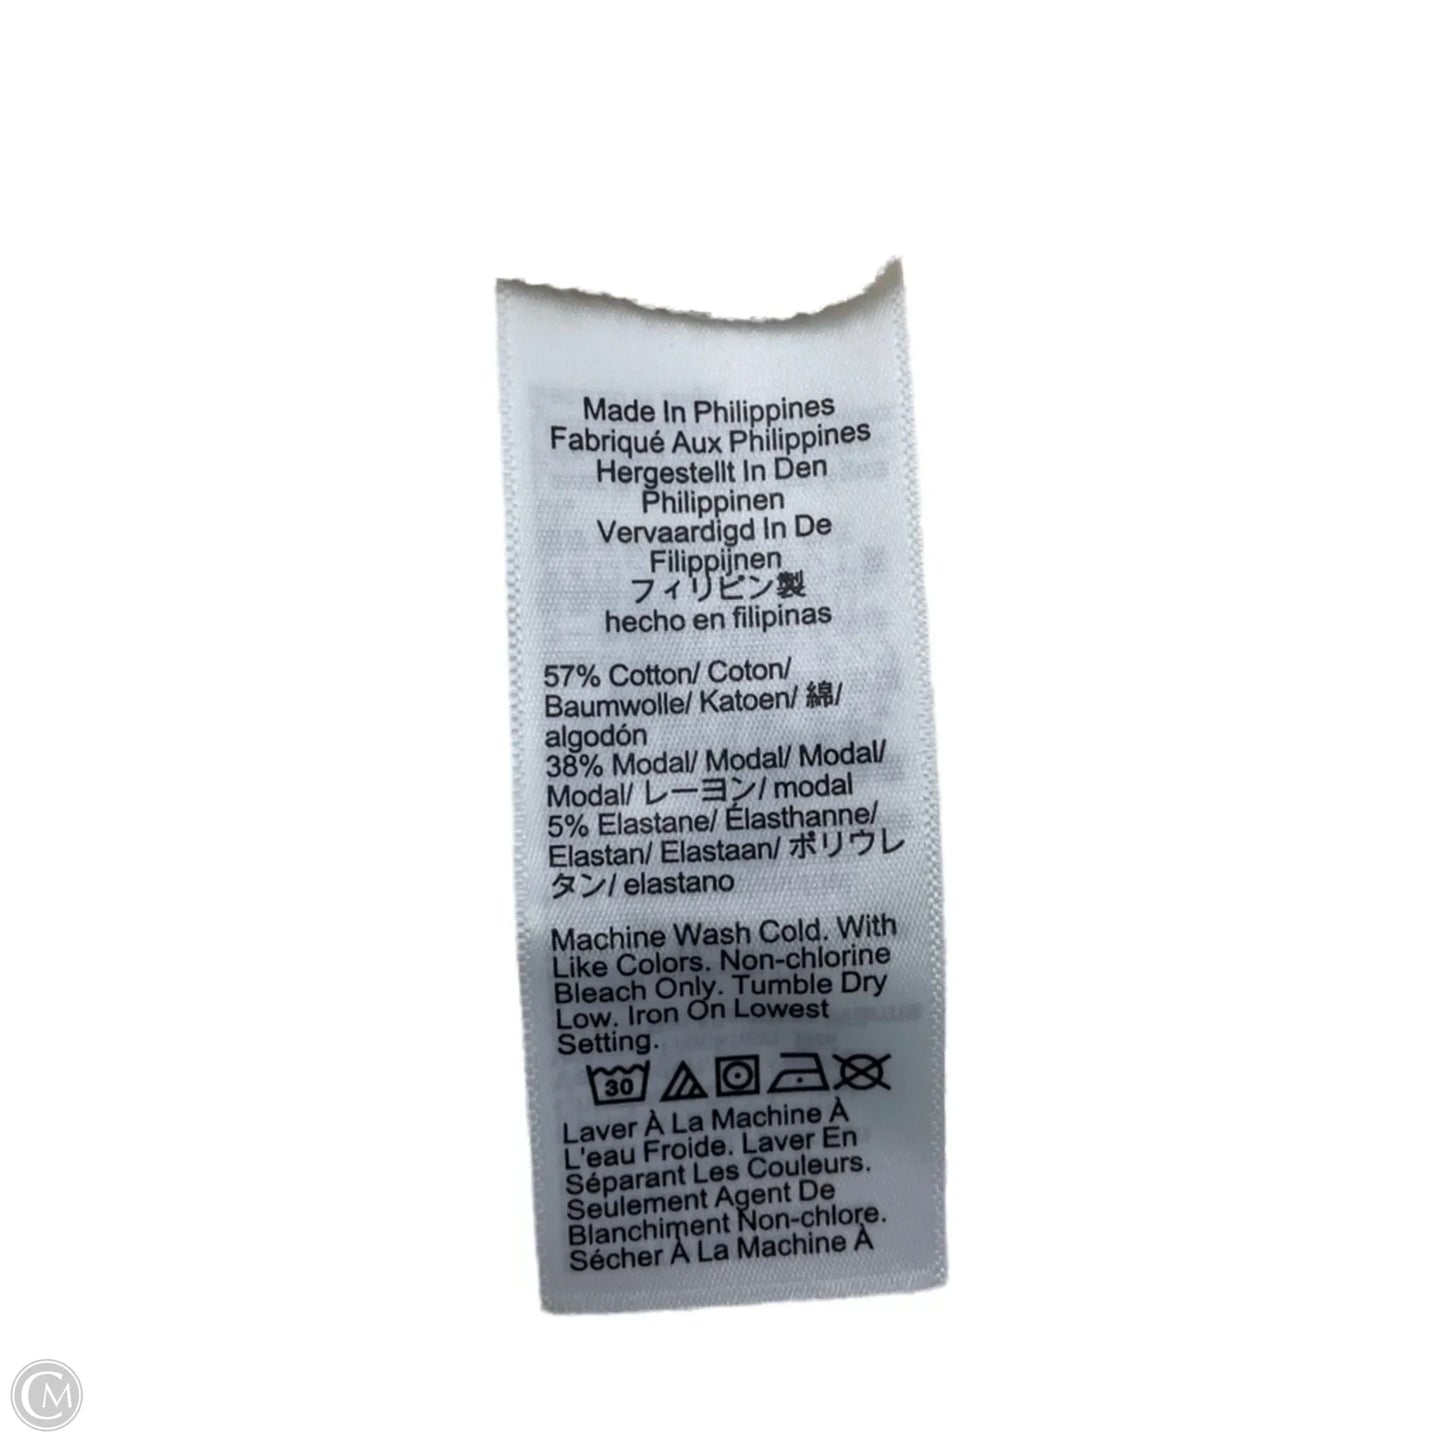 Made In Philippines
Fabriqué Aux Philippines
Hergestellt In Den
Philippinen
Vervaardigd In De
Filippijnen
フィリピン製
hecho en filipinas
57% Cotton/ Coton/
Baumwolle/ Katoen/ 綿/
algodón
38% Modal/ Modal/ Modal/
Modal/ レーヨン/ modal
5% Elastane/ Élasthanne/
Elastan/ Elastaan/ ポリウレ
タン/ elastano
Machine Wash Cold. With
Like Colors. Non-chlorine
Bleach Only. Tumble Dry
Low. Iron On Lowest
Setting.
30
Laver À La Machine À
L'eau Froide. Laver En
Séparant Les Couleurs.
Seulement Agent De
Blanchiment Non-chlore.
Sécher À La Machine À
CM